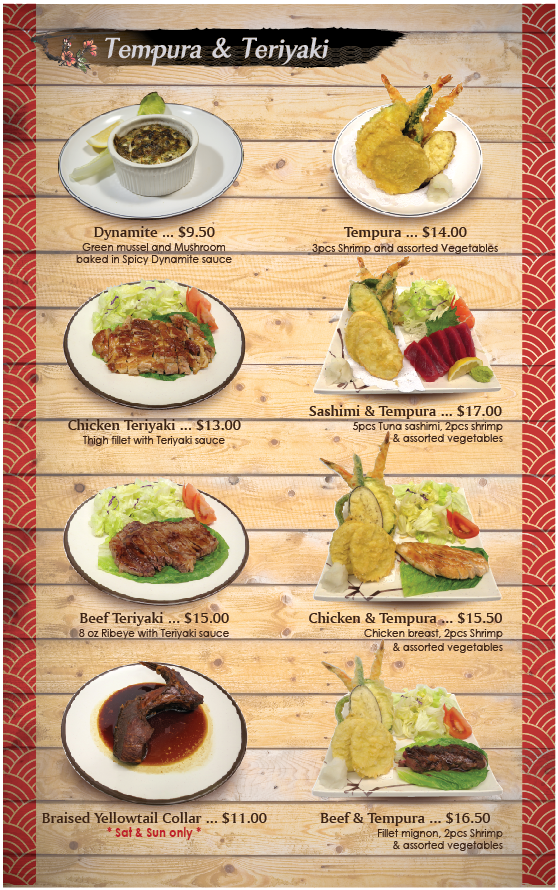 Tempura & Teriyaki
Dynamite ... $9.50
Green mussel and Mushroom
baked in Spicy Dynamite sauce
Tempura ... $14.00
3pcs Shrimp and assorted Vegetables
Chicken Teriyaki ... $13.00
Thigh fillet with Teriyaki sauce
Sashimi & Tempura ... $17.00
5pcs Tuna sashimi, 2pcs shrimp
& assorted vegetables
Beef Teriyaki ... $15.00
8 oz Ribeye with Teriyaki sauce
Chicken & Tempura ... $15.50
Chicken breast, 2pcs Shrimp
& assorted vegetables
Braised Yellowtail Collar ... $11.00
* Sat & Sun only *
Beef & Tempura ... $16.50
Fillet mignon, 2pcs Shrimp
& assorted vegetables